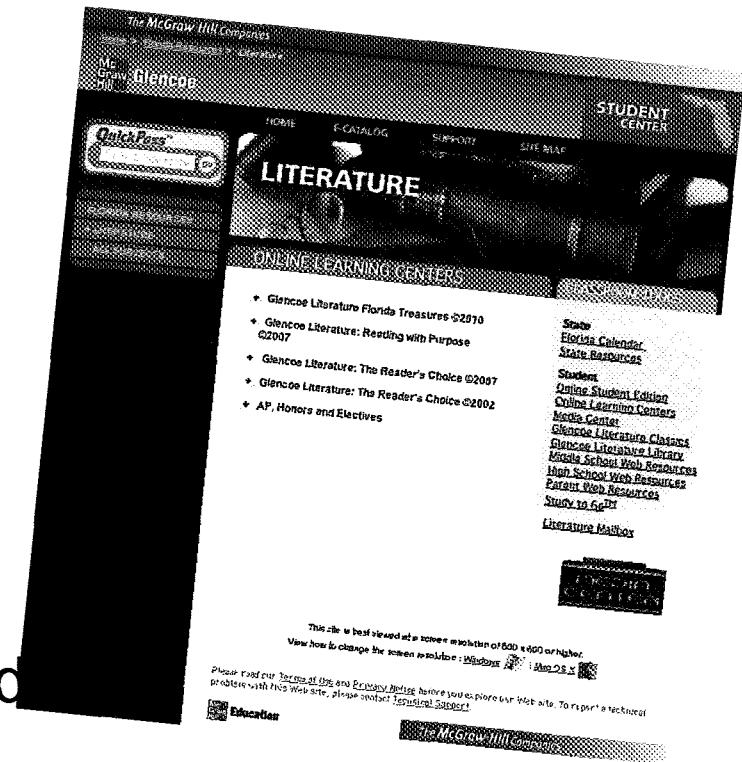 The McGraw Hill Companies
Home > > Literature
Mc
Graw
Hill
Glencoe
STUDENT
CENTER
HOME
E-CATALOG
SUPPORT
SITE MAP
QuickPass™
Go
LITERATURE
ONLINE LEARNING CENTERS
+ Glencoe Literature Florida Treasures ©2010
+ Glencoe Literature: Reading with Purpose
©2007
+ Glencoe Literature: The Reader's Choice ©2007
+ Glencoe Literature: The Reader's Choice ©2002
+ AP, Honors and Electives
State
Florida Calendar
State Resources
Student
Online Student Edition
Online Learning Centers
Media Center
Glencoe Literature Classics
Glencoe Literature Library
Middle School Web Resources
High School Web Resources
Parent Web Resources
Study to Go™
Literature Mailbox
This site is best viewed at a screen resolution of 800 x 600 or higher.
View how to change the screen resolution : Windows | Mac OS X
Please read our Terms of Use and Privacy Notice before you explore our Web site. To report a technical
problem with this Web site, please contact Technical Support.
Education
The McGraw-Hill Companies